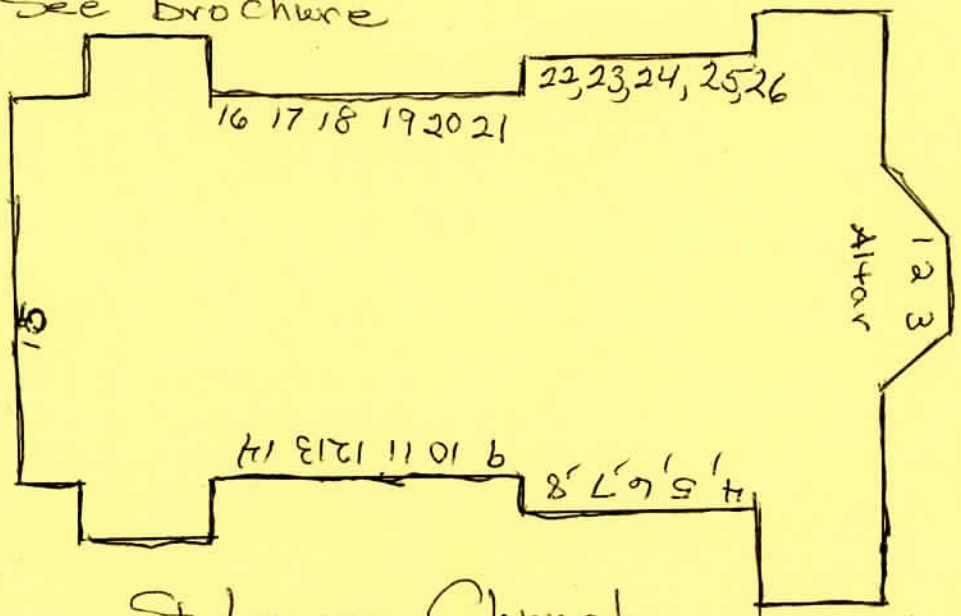 See Brochure
22, 23, 24, 25, 26
16 17 18 19 20 21
Altar
1 2 3
15
4, 5, 6, 7, 8,
9 10 11 12 13 14